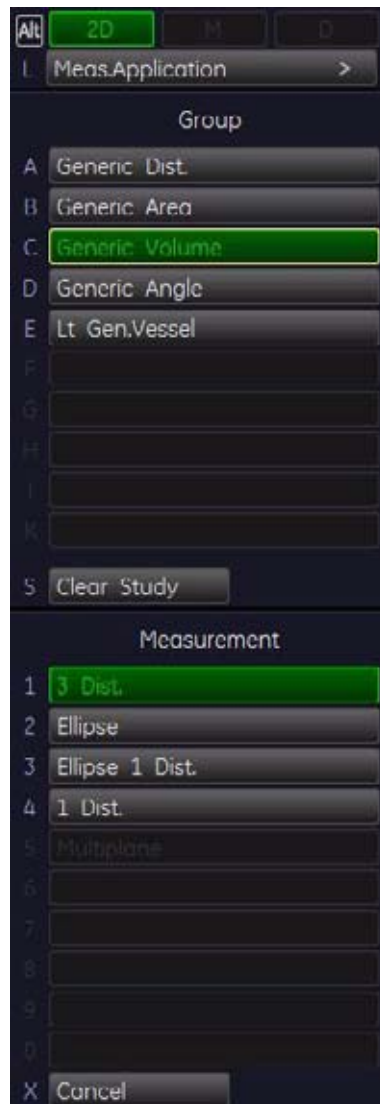 Alt 2D M D
L Meas.Application >
Group
A Generic Dist.
B Generic Area
C Generic Volume
D Generic Angle
E Lt Gen.Vessel
F
G
H
I
K
S Clear Study
Measurement
1 3 Dist.
2 Ellipse
3 Ellipse 1 Dist.
4 1 Dist.
5 Multiplane
6
7
8
9
0
X Cancel